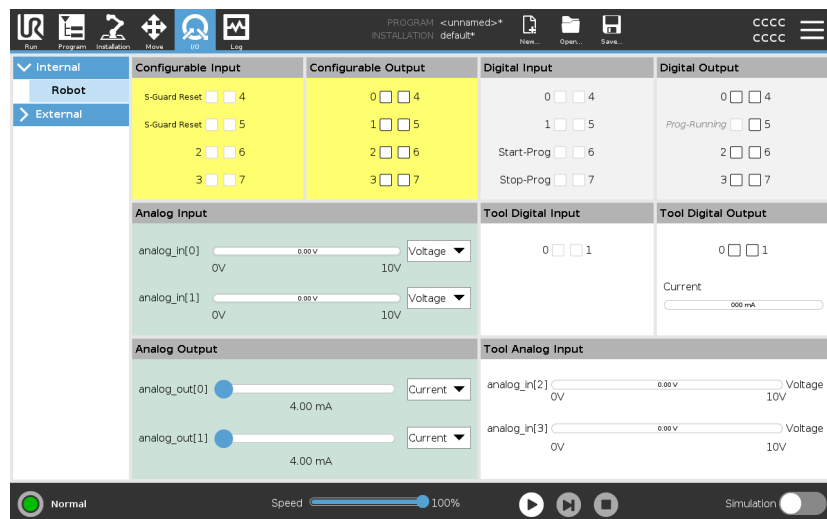 PROGRAM <unnamed>*
INSTALLATION default*
CCCC
CCCC
Run Program Installation Move I/O Log New... Open... Save...
Internal
Robot
External
Configurable Input
S-Guard Reset 4
S-Guard Reset 5
2 6
3 7
Configurable Output
0 4
1 5
2 6
3 7
Digital Input
0 4
1 5
Start-Prog 6
Stop-Prog 7
Digital Output
0 4
Prog-Running 5
2 6
3 7
Analog Input
analog_in[0] 0.00 V Voltage
0V 10V
analog_in[1] 0.00 V Voltage
0V 10V
Tool Digital Input
0 1
Tool Digital Output
0 1
Current
000 mA
Analog Output
analog_out[0] Current
4.00 mA
analog_out[1] Current
4.00 mA
Tool Analog Input
analog_in[2] 0.00 V Voltage
0V 10V
analog_in[3] 0.00 V Voltage
0V 10V
Normal Speed 100% Simulation